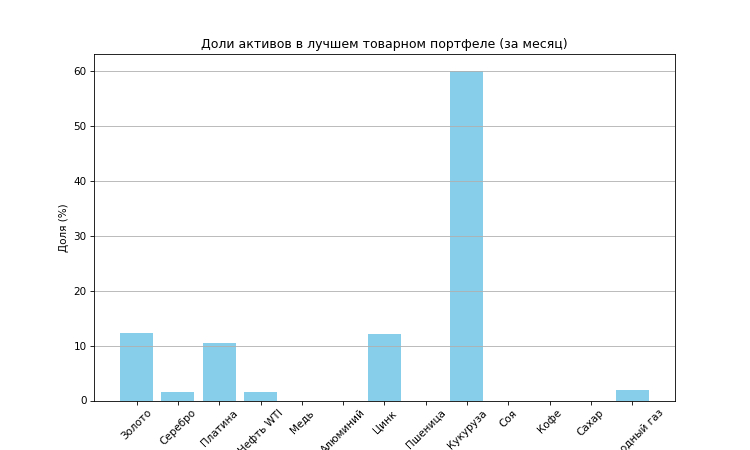 Доли активов в лучшем товарном портфеле (за месяц)
Доля (%)
60
50
40
30
20
10
0
Золото
Серебро
Платина
Нефть WTI
Медь
Алюминий
Цинк
Пшеница
Кукуруза
Соя
Кофе
Сахар
газ